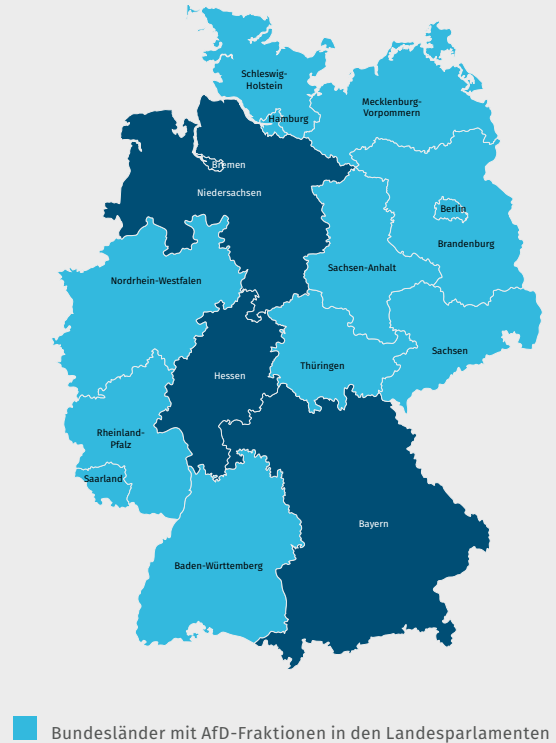 Schleswig-
Holstein
Mecklenburg-
Vorpommern
Hamburg
Bremen
Niedersachsen
Berlin
Brandenburg
Sachsen-Anhalt
Nordrhein-Westfalen
Sachsen
Thüringen
Hessen
Rheinland-
Pfalz
Saarland
Bayern
Baden-Württemberg
Bundesländer mit AfD-Fraktionen in den Landesparlamenten